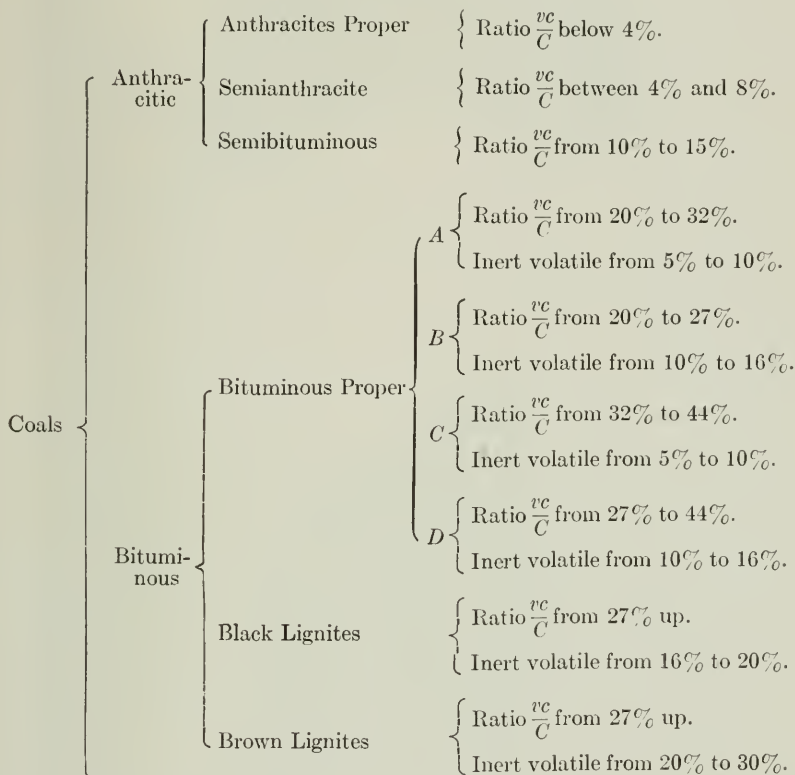 Anthracites Proper { Ratio vc/C below 4%.
Anthra-
citic
Semianthracite { Ratio vc/C between 4% and 8%.
Semibituminous { Ratio vc/C from 10% to 15%.
A { Ratio vc/C from 20% to 32%.
Inert volatile from 5% to 10%.
B { Ratio vc/C from 20% to 27%.
Inert volatile from 10% to 16%.
Bituminous Proper
Coals
C { Ratio vc/C from 32% to 44%.
Inert volatile from 5% to 10%.
D { Ratio vc/C from 27% to 44%.
Inert volatile from 10% to 16%.
Bitumi-
nous
Black Lignites { Ratio vc/C from 27% up.
Inert volatile from 16% to 20%.
Brown Lignites { Ratio vc/C from 27% up.
Inert volatile from 20% to 30%.